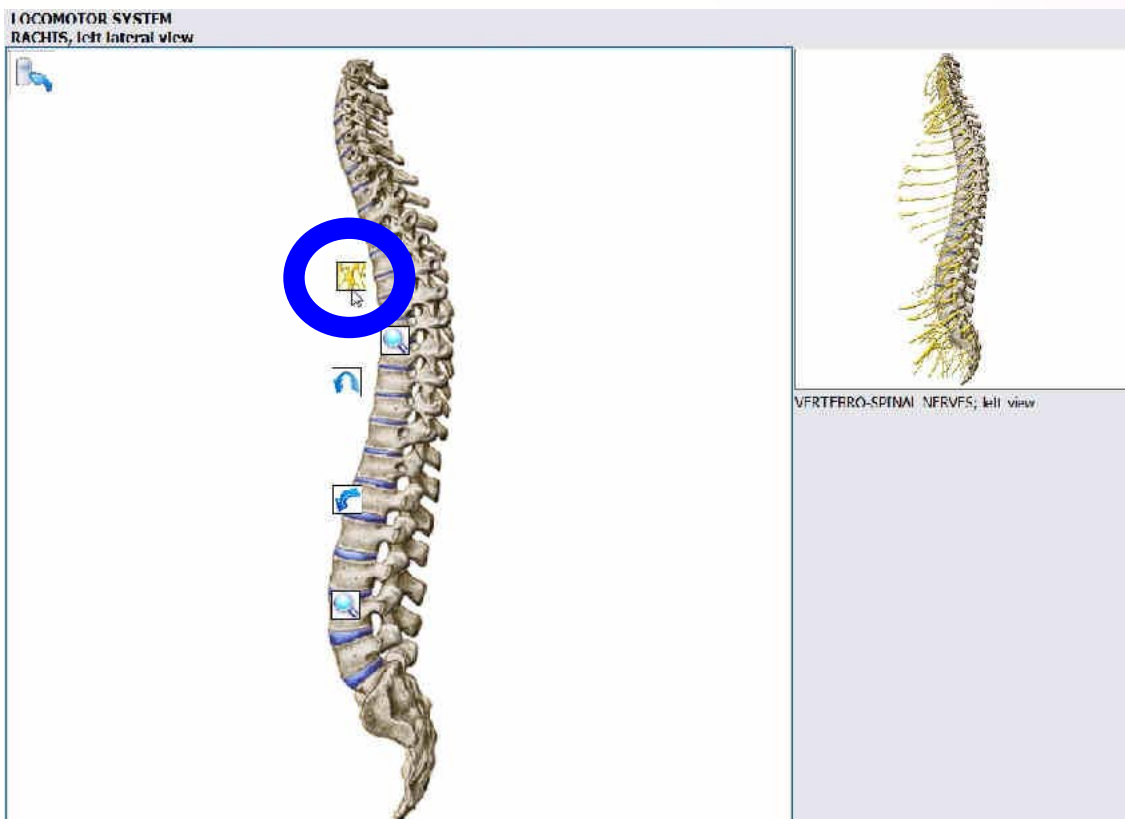 LOCOMOTOR SYSTEM
RACHIS, left lateral view
VERTEBRO-SPINAL NERVES; left view